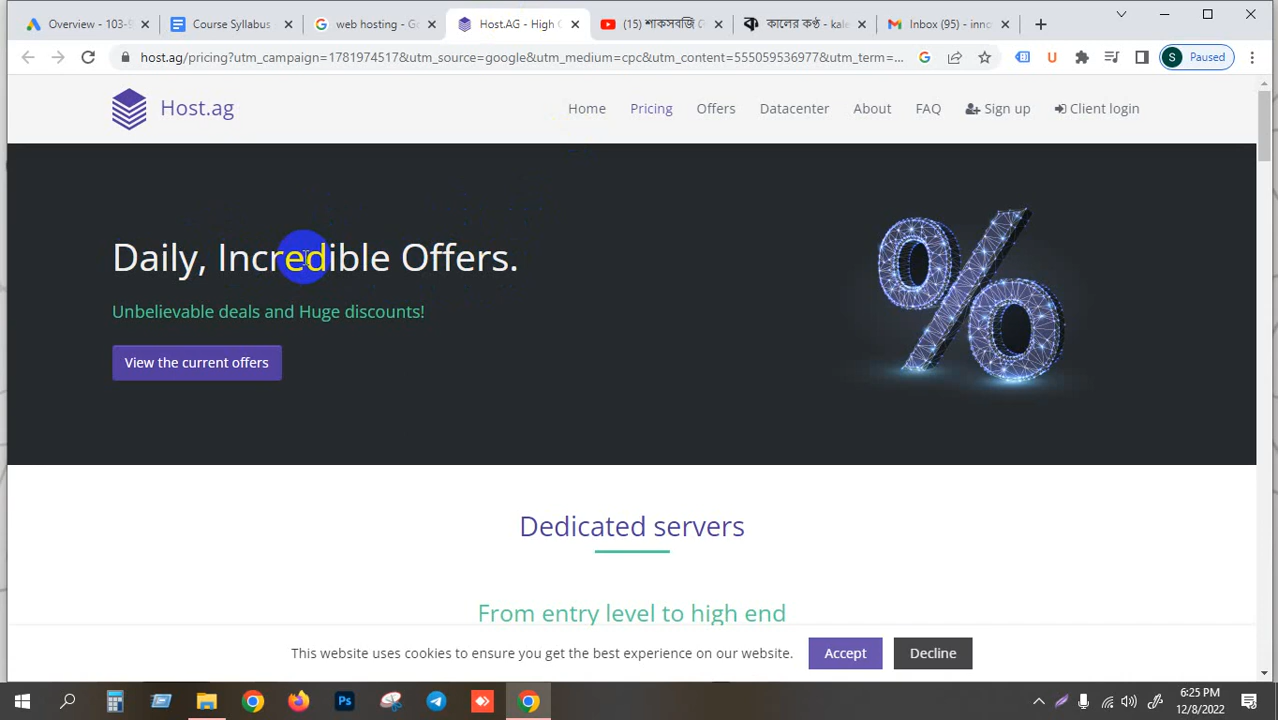 Overview - 103-
Course Syllabus
web hosting - Go
Host.AG - High C
(15) শাকসবজি (
কালের কণ্ঠ - kale
Inbox (95) - inno
host.ag/pricing?utm_campaign=1781974517&utm_source=google&utm_medium=cpc&utm_content=555059536977&utm_term=...
S Paused
Host.ag
Home Pricing Offers Datacenter About FAQ Sign up Client login
Daily, Incredible Offers.
Unbelievable deals and Huge discounts!
View the current offers
%
Dedicated servers
From entry level to high end
This website uses cookies to ensure you get the best experience on our website. Accept Decline
Ps
6:25 PM
12/8/2022